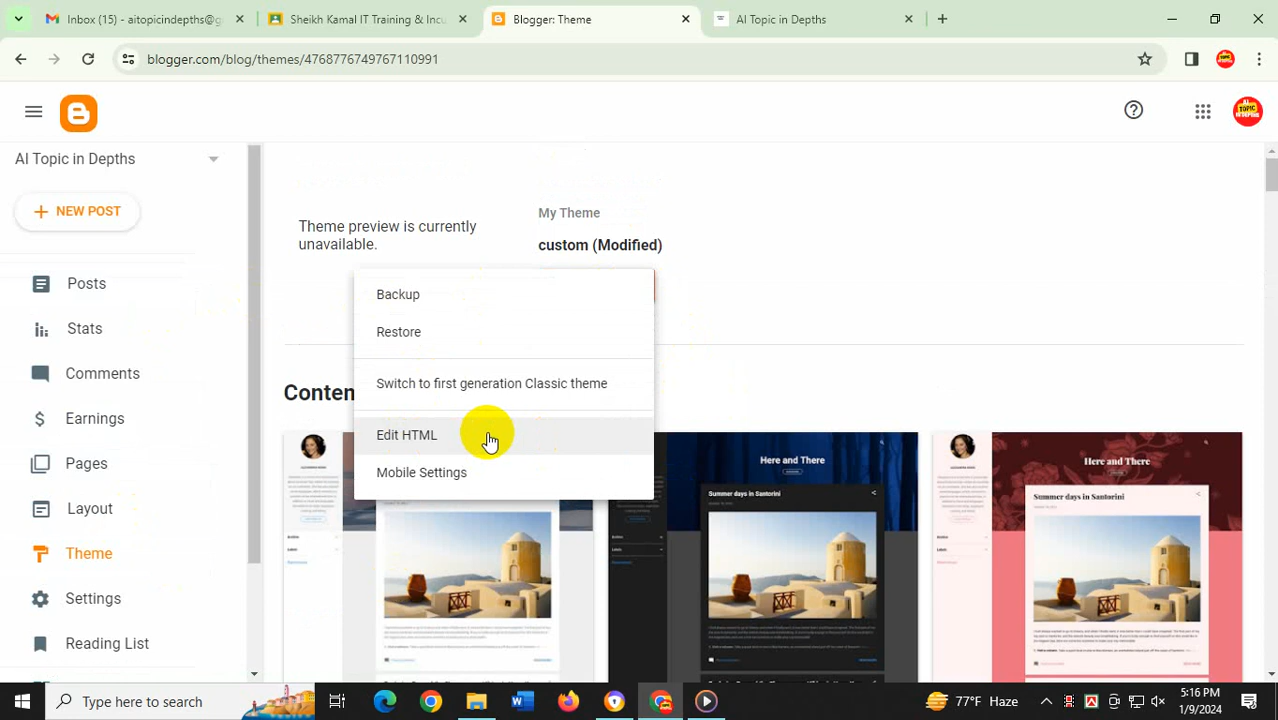 M Inbox (15) - aitopicindepths@g
Sheikh Kamal IT Training & Incu
Blogger: Theme
AI Topic in Depths
blogger.com/blog/themes/4768776749767110991
AI Topic in Depths
NEW POST
Posts
Stats
Comments
Earnings
Pages
Layout
Theme
Settings
Reading List
Theme preview is currently
unavailable.
My Theme
custom (Modified)
Backup
Restore
Switch to first generation Classic theme
Edit HTML
Mobile Settings
Conten
Here and There
Summer days in Santorini
Here and There
Summer days in Santorini
Type here to search
77°F Haze
5:16 PM
1/9/2024